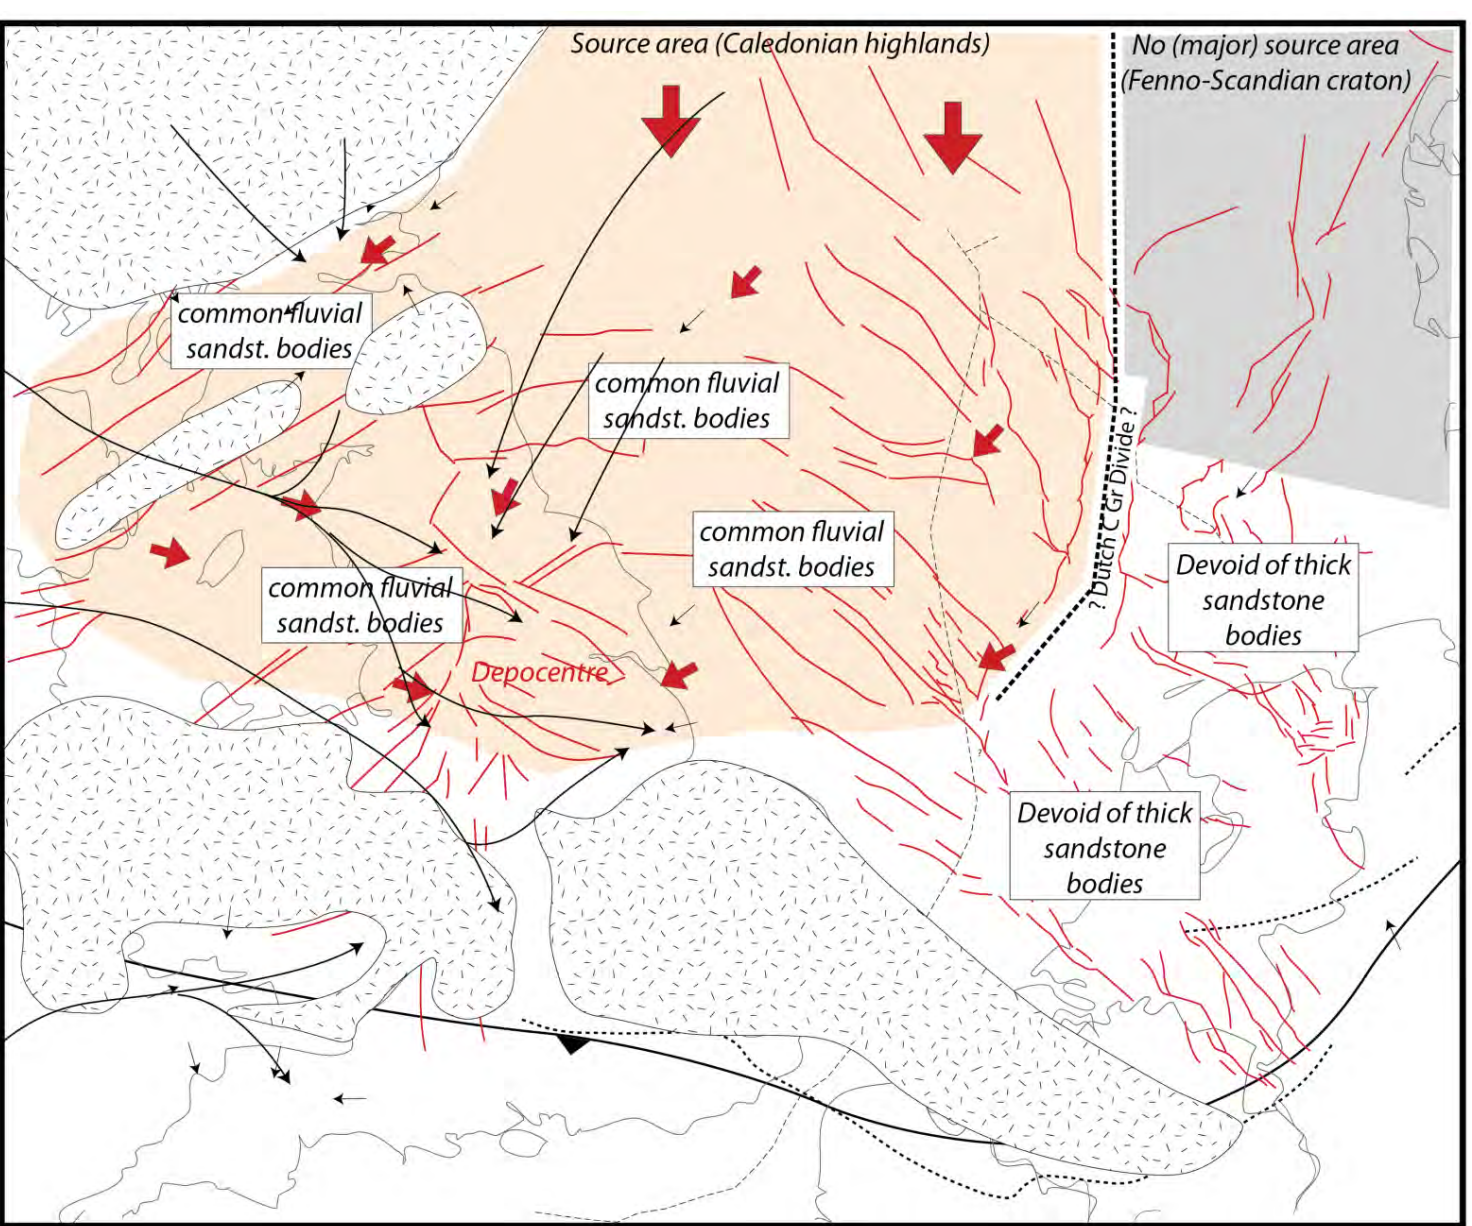 Source area (Caledonian highlands)
No (major) source area
(Fenno-Scandian craton)
common fluvial
sandst. bodies
common fluvial
sandst. bodies
? Dutch C Gr Divide ?
common fluvial
sandst. bodies
Devoid of thick
sandstone
bodies
common fluvial
sandst. bodies
Depocentre
Devoid of thick
sandstone
bodies